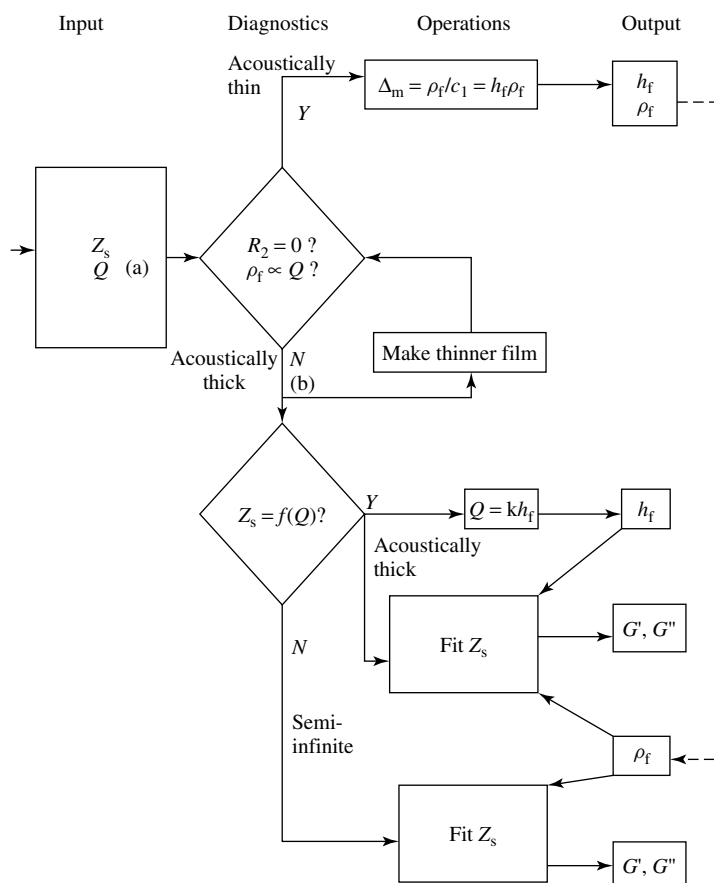 Input Diagnostics Operations Output
Acoustically
thin
Y
Δm = ρf/c1 = hfρf
hf
ρf
Zs
Q (a)
R2 = 0 ?
ρf ∝ Q ?
Make thinner film
Acoustically
thick
N
(b)
Zs = f(Q)?
Y
Q = khf
hf
Acoustically
thick
Fit Zs
G', G"
N
Semi-
infinite
ρf
Fit Zs
G', G"